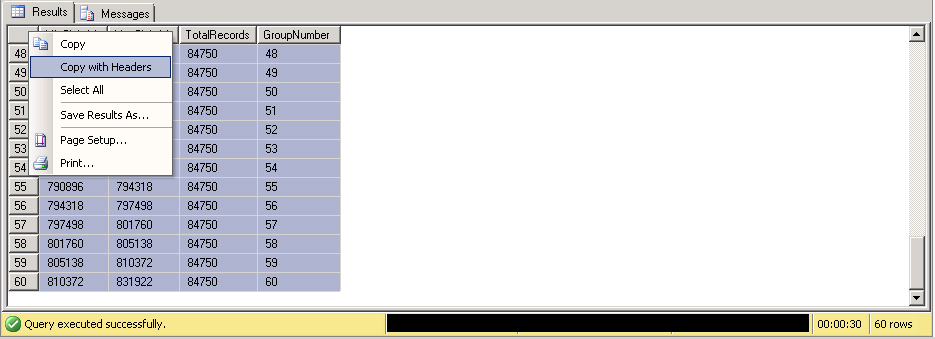 Results Messages
TotalRecords GroupNumber
Copy
Copy with Headers
Select All
Save Results As...
Page Setup...
Print...
48 84750 48
49 84750 49
50 84750 50
51 84750 51
52 84750 52
53 84750 53
54 84750 54
55 790896 794318 84750 55
56 794318 797498 84750 56
57 797498 801760 84750 57
58 801760 805138 84750 58
59 805138 810372 84750 59
60 810372 831922 84750 60
Query executed successfully. 00:00:30 60 rows